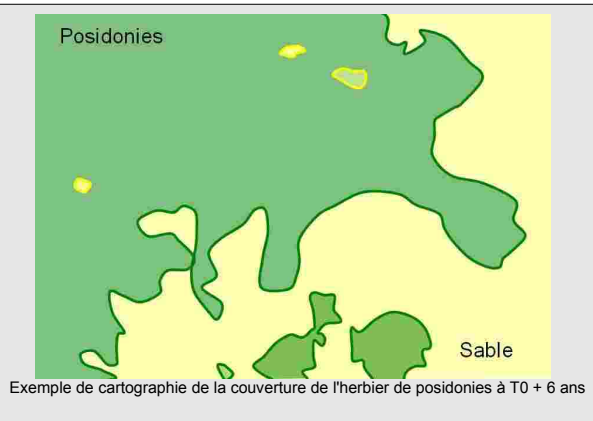 Posidonies
Sable
Exemple de cartographie de la couverture de l'herbier de posidonies à T0 + 6 ans